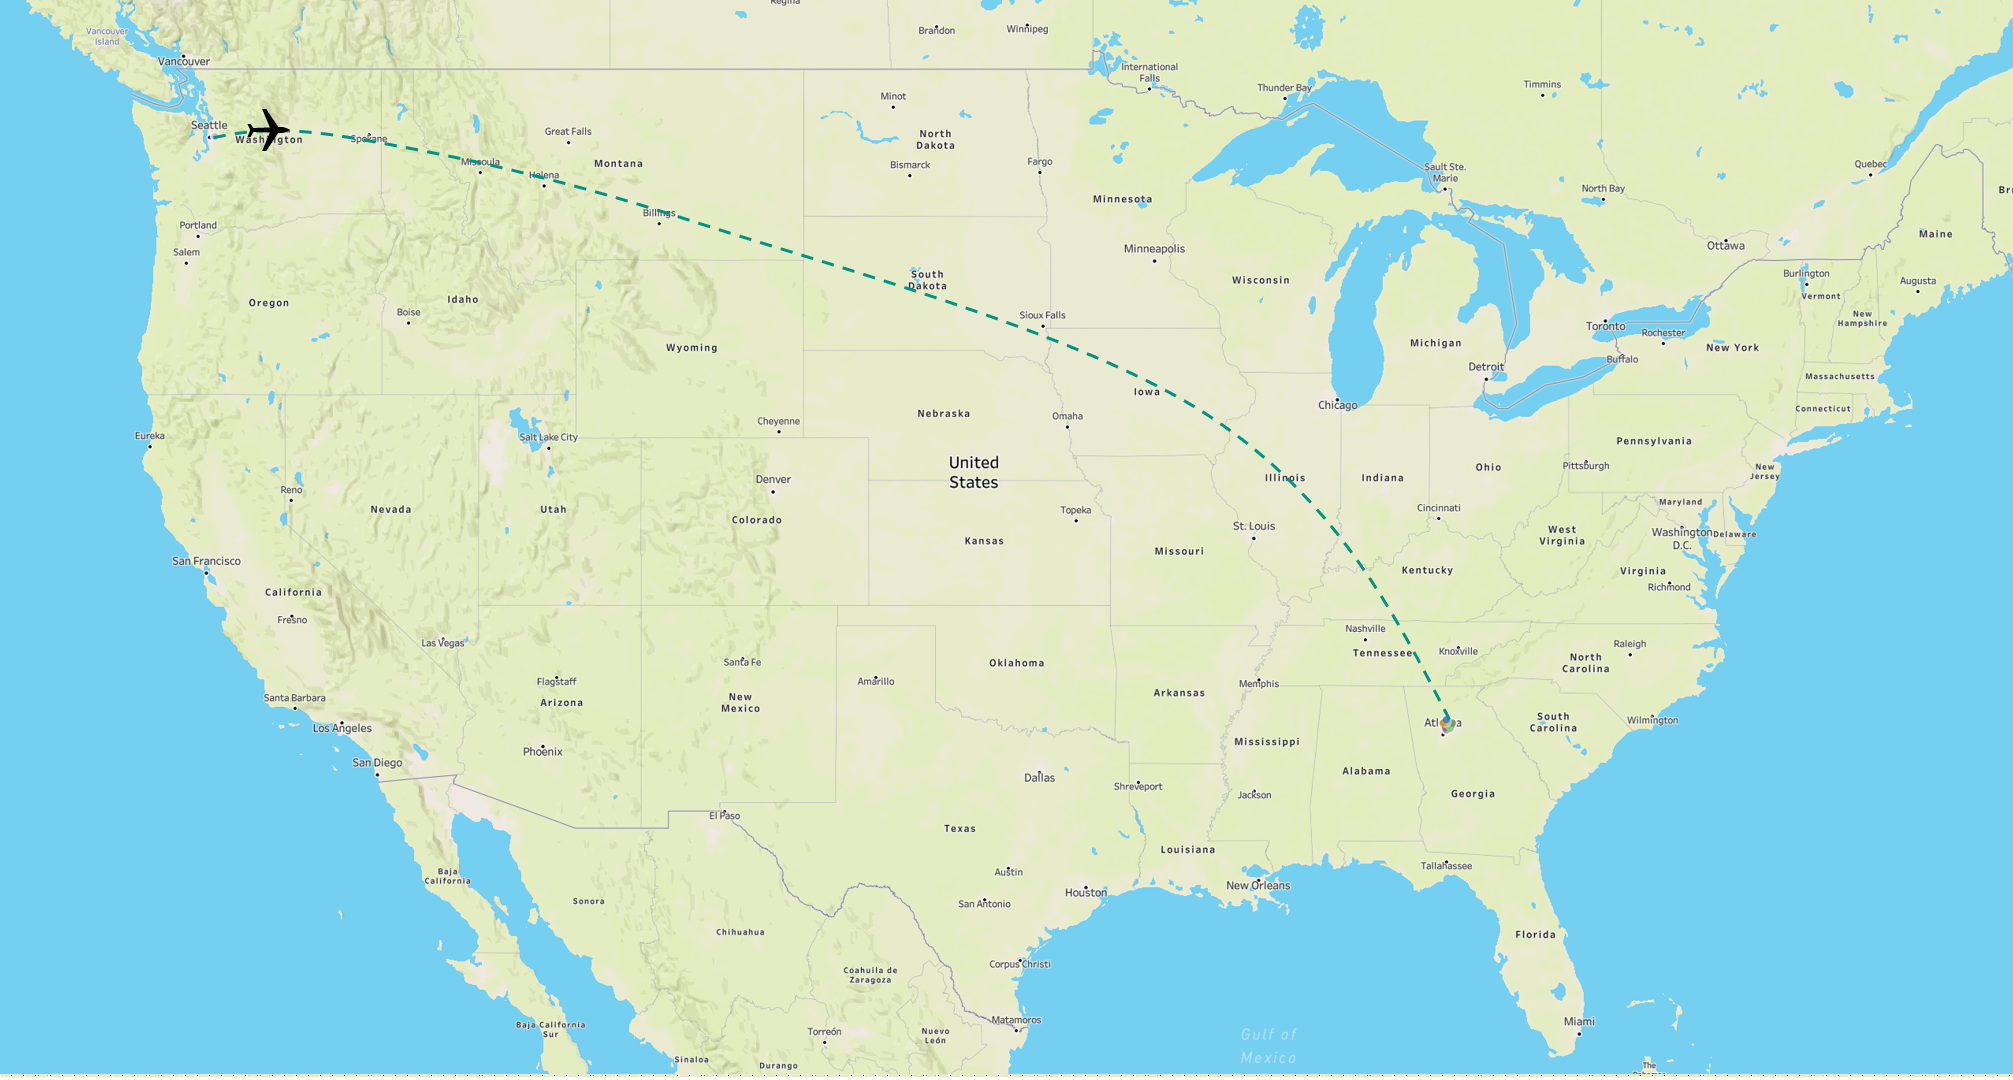 Regina
Vancouver
Island
Brandon
Winnipeg
Vancouver
International
Falls
Thunder Bay
Timmins
Minot
Seattle
Washington
Spokane
Great Falls
North
Dakota
Missoula
Montana
Bismarck
Fargo
Helena
Sault Ste.
Marie
Quebec
North Bay
Minnesota
Billings
Portland
Salem
Minneapolis
Ottawa
Maine
South
Dakota
Wisconsin
Burlington
Vermont
Augusta
Oregon
Idaho
Boise
Sioux Falls
New
Hampshire
Toronto
Rochester
Wyoming
Michigan
New York
Buffalo
Detroit
Massachusetts
Iowa
Chicago
Connecticut
Cheyenne
Nebraska
Omaha
Eureka
Salt Lake City
Pennsylvania
United
States
Pittsburgh
Ohio
New
Jersey
Denver
Illinois
Indiana
Reno
Nevada
Utah
Colorado
Topeka
Cincinnati
Maryland
St. Louis
West
Virginia
Washington
D.C.
Delaware
Kansas
Missouri
San Francisco
Kentucky
Virginia
Richmond
California
Fresno
Las Vegas
Nashville
Tennessee
Knoxville
Raleigh
North
Carolina
Santa Fe
Oklahoma
Flagstaff
Amarillo
Memphis
Arkansas
Santa Barbara
Arizona
New
Mexico
Los Angeles
South
Carolina
Wilmington
Phoenix
Mississippi
San Diego
Dallas
Alabama
Shreveport
Jackson
Georgia
El Paso
Texas
Louisiana
Tallahassee
Baja
California
Austin
New Orleans
Houston
Sonora
San Antonio
Chihuahua
Florida
Corpus Christi
Coahuila de
Zaragoza
Matamoros
Miami
Baja California
Sur
Torreón
Nuevo
León
Gulf of
Mexico
Sinaloa
Durango
The